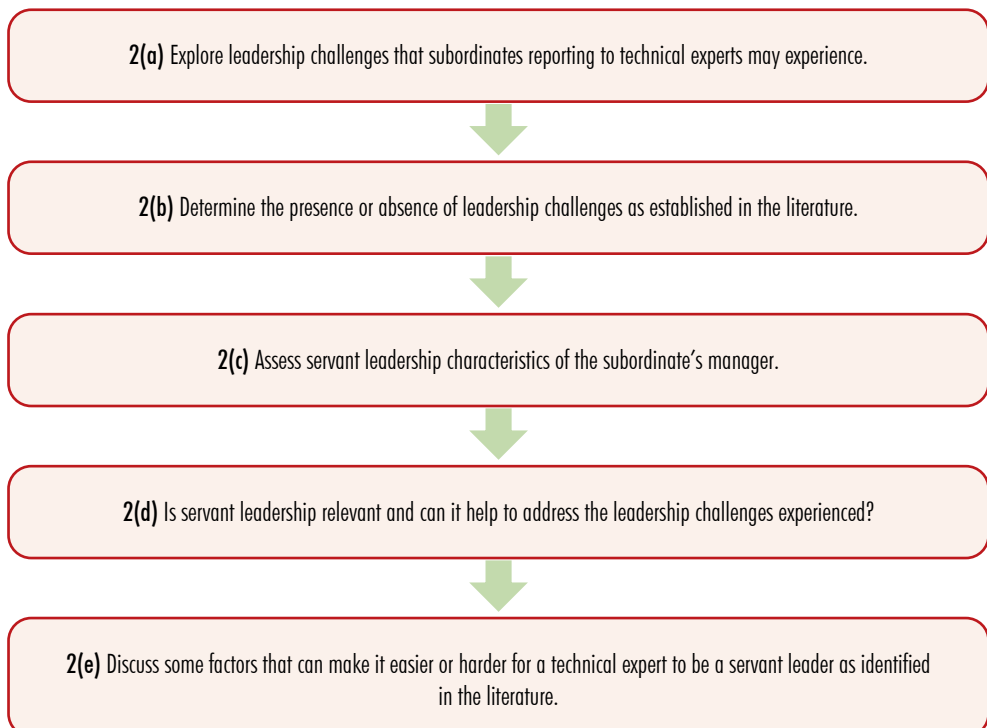 2(a) Explore leadership challenges that subordinates reporting to technical experts may experience.
2(b) Determine the presence or absence of leadership challenges as established in the literature.
2(c) Assess servant leadership characteristics of the subordinate’s manager.
2(d) Is servant leadership relevant and can it help to address the leadership challenges experienced?
2(e) Discuss some factors that can make it easier or harder for a technical expert to be a servant leader as identified
in the literature.